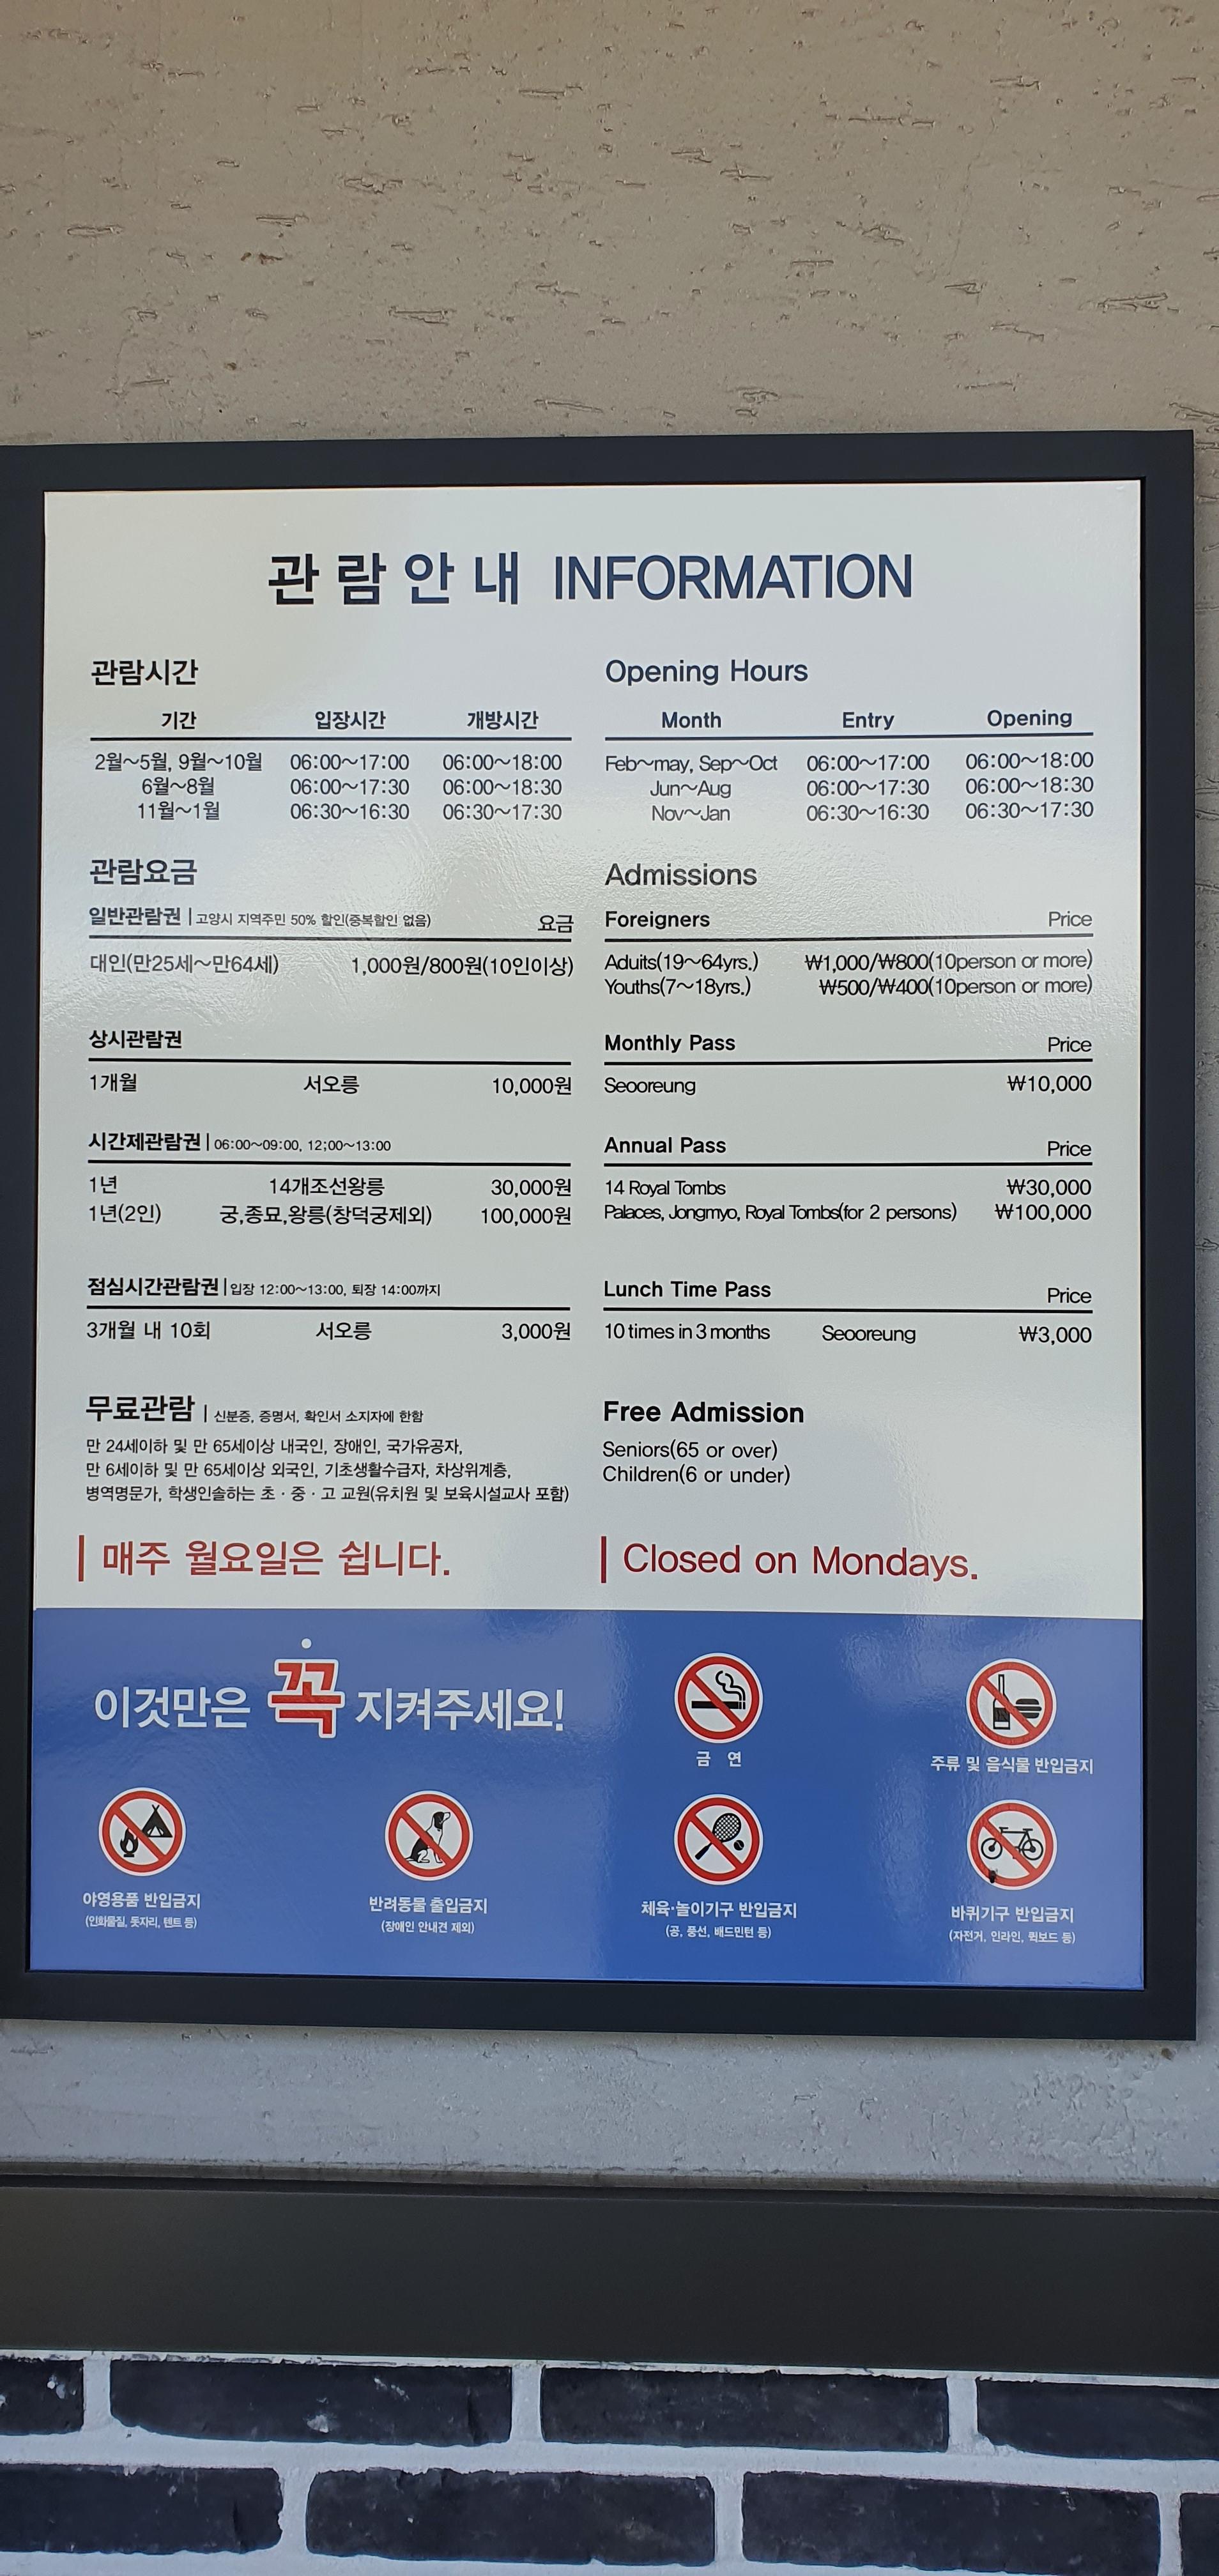 관람안내 INFORMATION
관람시간
기간 입장시간 개방시간
2월~5월, 9월~10월 06:00~17:00 06:00~18:00
6월~8월 06:00~17:30 06:00~18:30
11월~1월 06:30~16:30 06:30~17:30
Opening Hours
Month Entry Opening
Feb~may, Sep~Oct 06:00~17:00 06:00~18:00
Jun~Aug 06:00~17:30 06:00~18:30
Nov~Jan 06:30~16:30 06:30~17:30
관람요금
일반관람권 | 고양시 지역주민 50% 할인(중복할인 없음) 요금
대인(만25세~만64세) 1,000원/800원(10인이상)
상시관람권
1개월 서오릉 10,000원
시간제관람권 | 06:00~09:00, 12;00~13:00
1년 14개조선왕릉 30,000원
1년(2인) 궁,종묘,왕릉(창덕궁제외) 100,000원
점심시간관람권 | 입장 12:00~13:00, 퇴장 14:00까지
3개월 내 10회 서오릉 3,000원
Admissions
Foreigners Price
Aduits(19~64yrs.) ₩1,000/₩800(10person or more)
Youths(7~18yrs.) ₩500/₩400(10person or more)
Monthly Pass Price
Seooreung ₩10,000
Annual Pass Price
14 Royal Tombs ₩30,000
Palaces, Jongmyo, Royal Tombs(for 2 persons) ₩100,000
Lunch Time Pass Price
10 times in 3 months Seooreung ₩3,000
무료관람 | 신분증, 증명서, 확인서 소지자에 한함
만 24세이하 및 만 65세이상 내국인, 장애인, 국가유공자,
만 6세이하 및 만 65세이상 외국인, 기초생활수급자, 차상위계층,
병역명문가, 학생인솔하는 초 · 중 · 고 교원(유치원 및 보육시설교사 포함)
Free Admission
Seniors(65 or over)
Children(6 or under)
매주 월요일은 쉽니다.
Closed on Mondays.
이것만은 꼭 지켜주세요!
금 연
주류 및 음식물 반입금지
야영용품 반입금지
(인화물질, 돗자리, 텐트 등)
반려동물 출입금지
(장애인 안내견 제외)
체육·놀이기구 반입금지
(공, 풍선, 배드민턴 등)
바퀴기구 반입금지
(자전거, 인라인, 퀵보드 등)